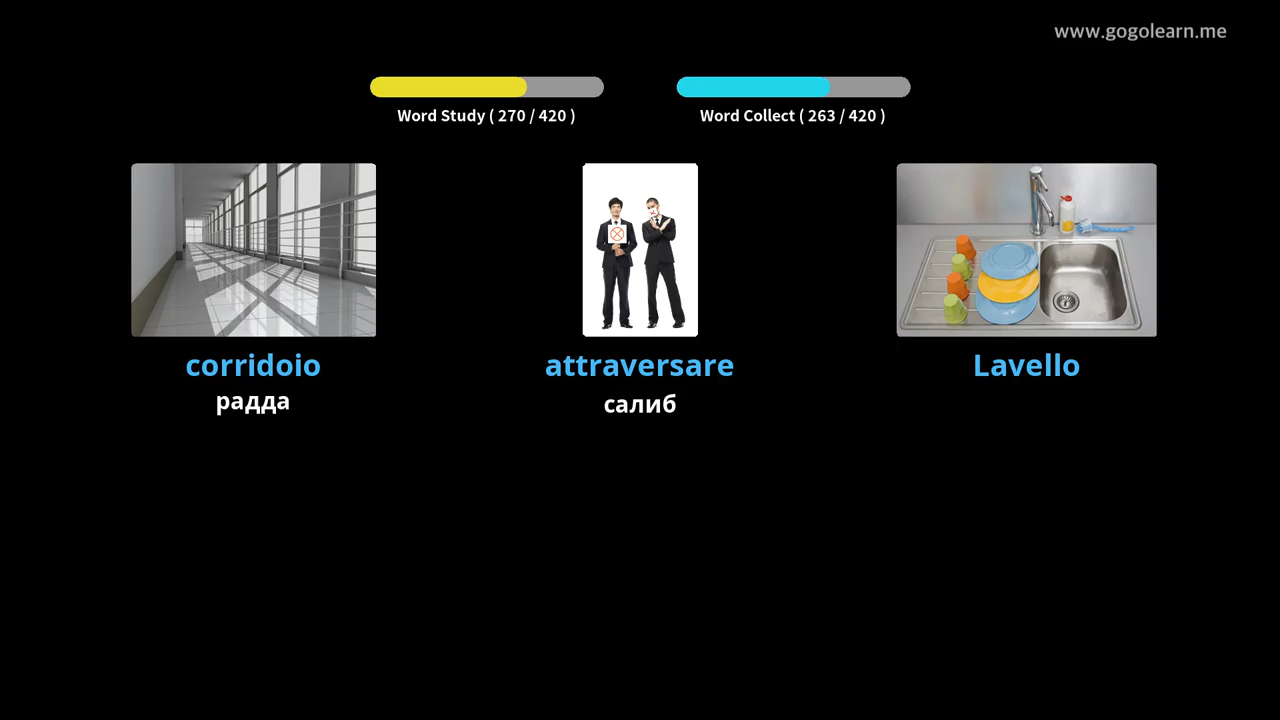 www.gogolearn.me
Word Study ( 270 / 420 )
Word Collect ( 263 / 420 )
corridoio
attraversare
Lavello
радда
салиб